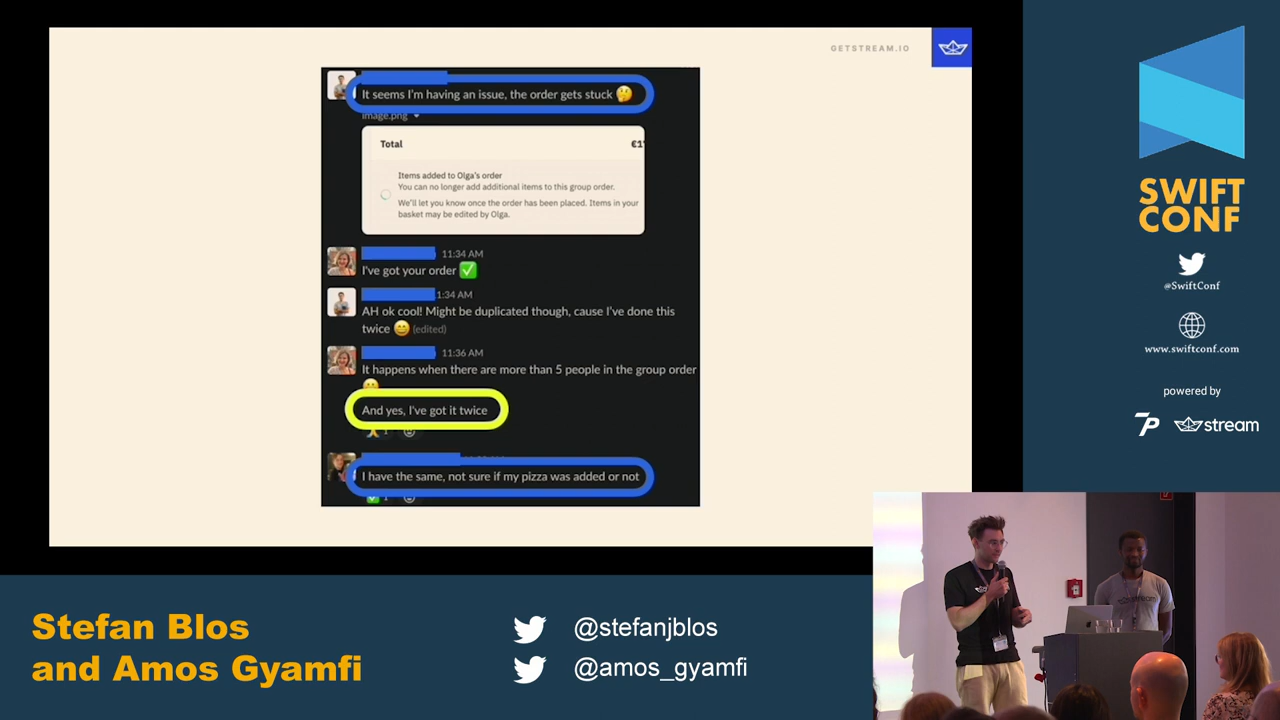 GETSTREAM.IO
It seems I'm having an issue, the order gets stuck 🤔
image.png
Total
Items added to Olga's order
You can no longer add additional items to this group order.
We'll let you know once the order has been placed. Items in your
basket may be edited by Olga.
11:34 AM
I've got your order ✅
1:34 AM
AH ok cool! Might be duplicated though, cause I've done this
twice 😄 (edited)
11:36 AM
It happens when there are more than 5 people in the group order
And yes, I've got it twice
I have the same, not sure if my pizza was added or not
SWIFT
CONF
@SwiftConf
www.swiftconf.com
powered by
stream
Stefan Blos
and Amos Gyamfi
@stefanjblos
@amos_gyamfi
stream